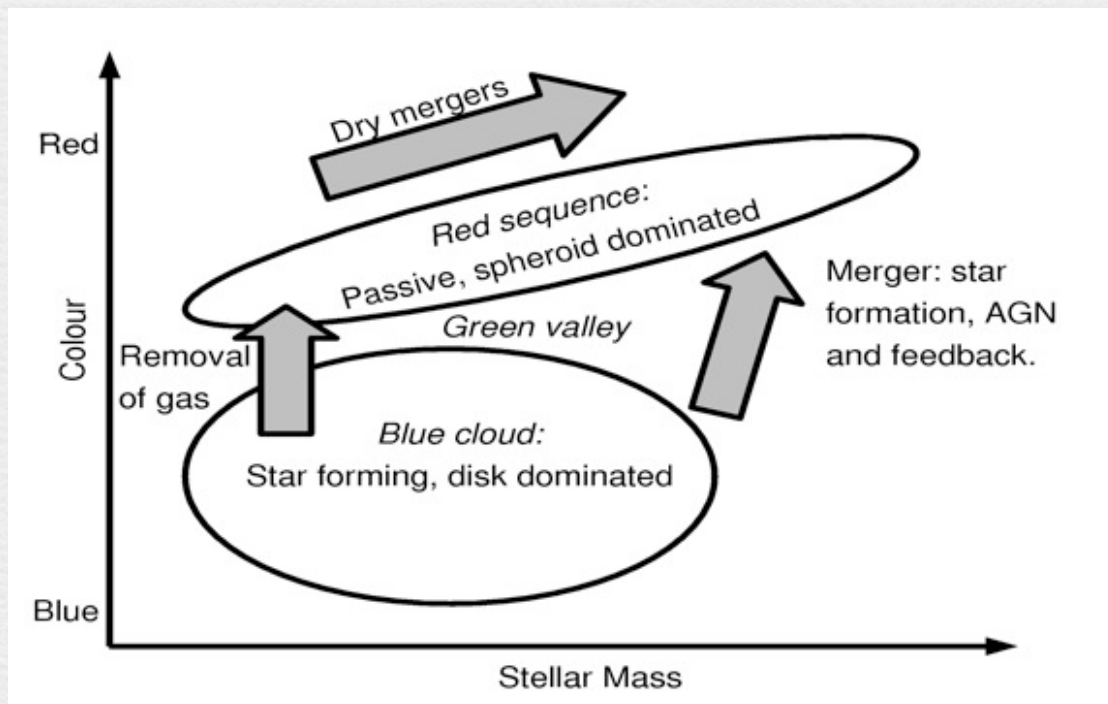 Dry mergers
Red
Red sequence:
Passive, spheroid dominated
Merger: star
formation, AGN
and feedback.
Green valley
Colour
Removal
of gas
Blue cloud:
Star forming, disk dominated
Blue
Stellar Mass